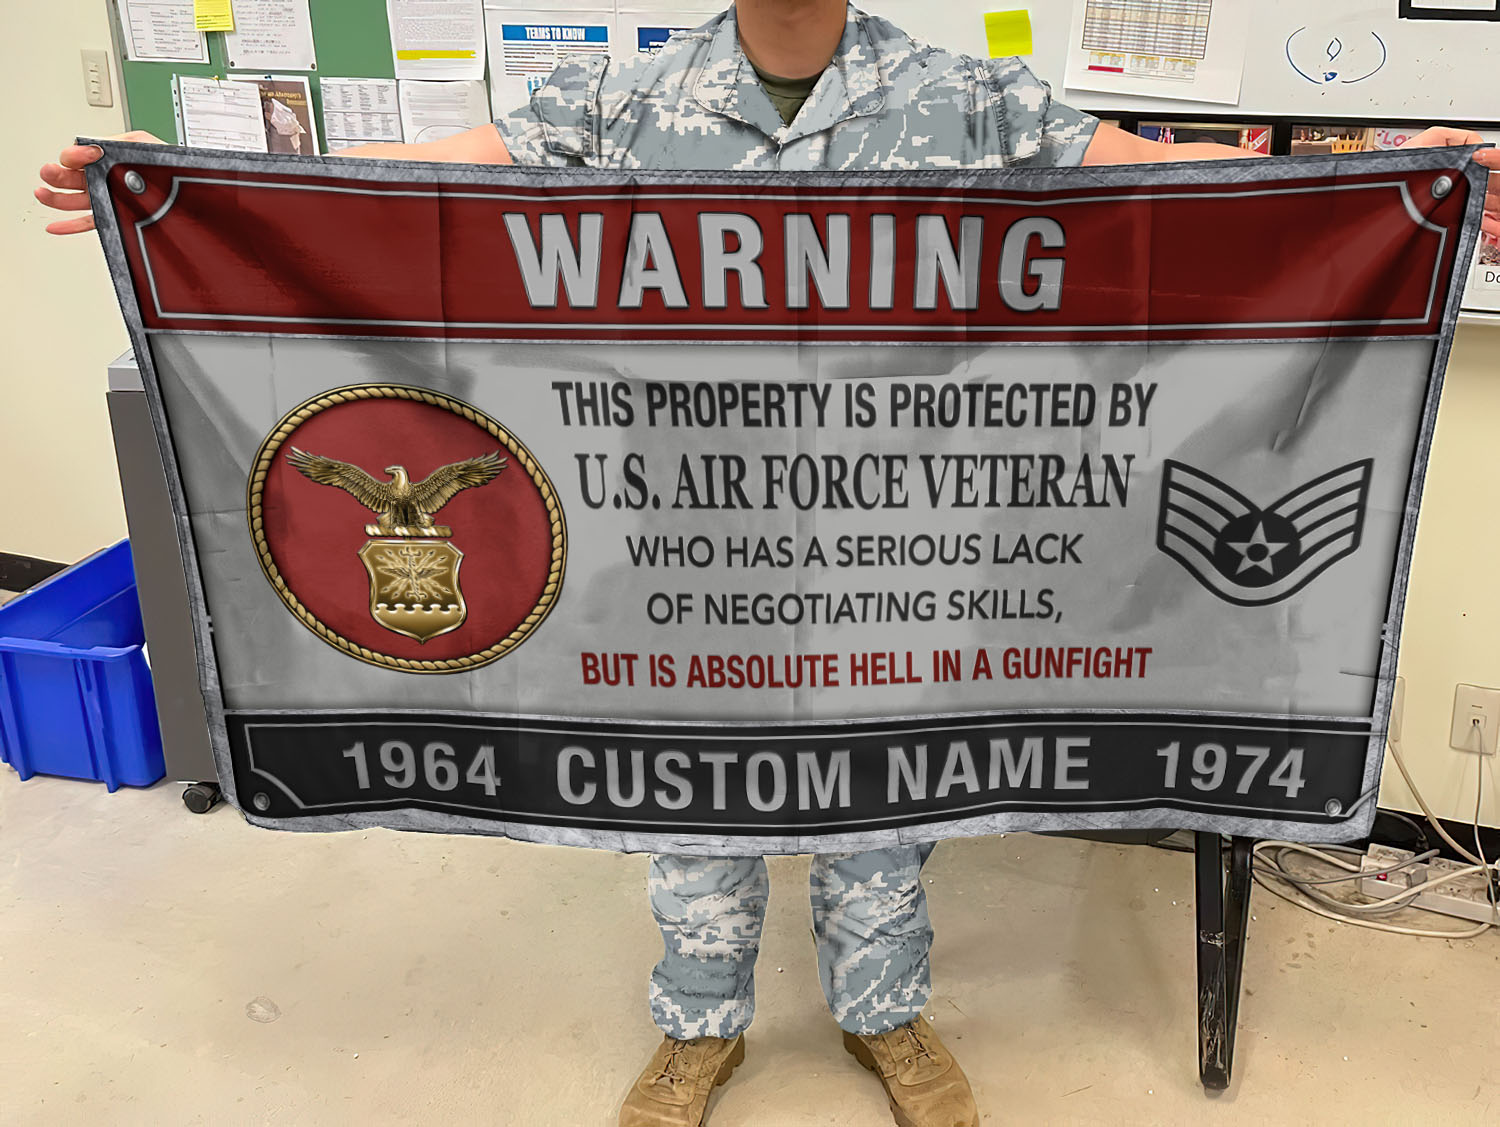 TERMS TO KNOW
WARNING
THIS PROPERTY IS PROTECTED BY
U.S. AIR FORCE VETERAN
WHO HAS A SERIOUS LACK
OF NEGOTIATING SKILLS,
BUT IS ABSOLUTE HELL IN A GUNFIGHT
1964 CUSTOM NAME 1974